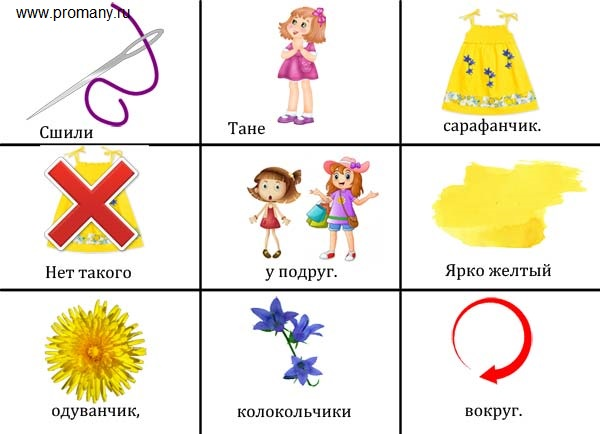 www.promany.ru
Сшили
Тане
сарафанчик.
Нет такого
у подруг.
Ярко желтый
одуванчик,
колокольчики
вокруг.